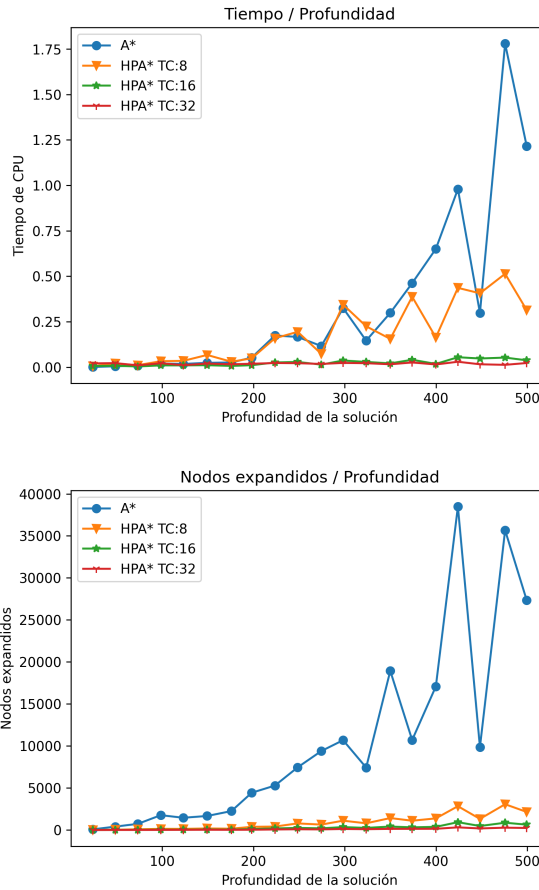 Tiempo / Profundidad
A*
HPA* TC:8
HPA* TC:16
HPA* TC:32
1.75
1.50
1.25
1.00
0.75
0.50
0.25
0.00
Tiempo de CPU
100 200 300 400 500
Profundidad de la solución
Nodos expandidos / Profundidad
A*
HPA* TC:8
HPA* TC:16
HPA* TC:32
40000
35000
30000
25000
20000
15000
10000
5000
0
Nodos expandidos
100 200 300 400 500
Profundidad de la solución